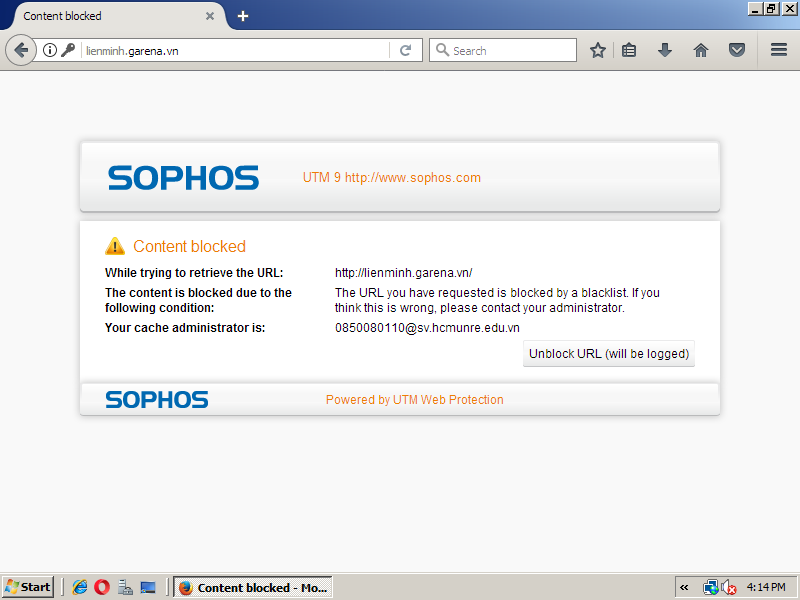 Content blocked
lienminh.garena.vn
Search
SOPHOS
UTM 9 http://www.sophos.com
Content blocked
While trying to retrieve the URL: http://lienminh.garena.vn/
The content is blocked due to the The URL you have requested is blocked by a blacklist. If you
following condition: think this is wrong, please contact your administrator.
Your cache administrator is: 0850080110@sv.hcmunre.edu.vn
Unblock URL (will be logged)
SOPHOS
Powered by UTM Web Protection
Start
Content blocked - Mo...
4:14 PM